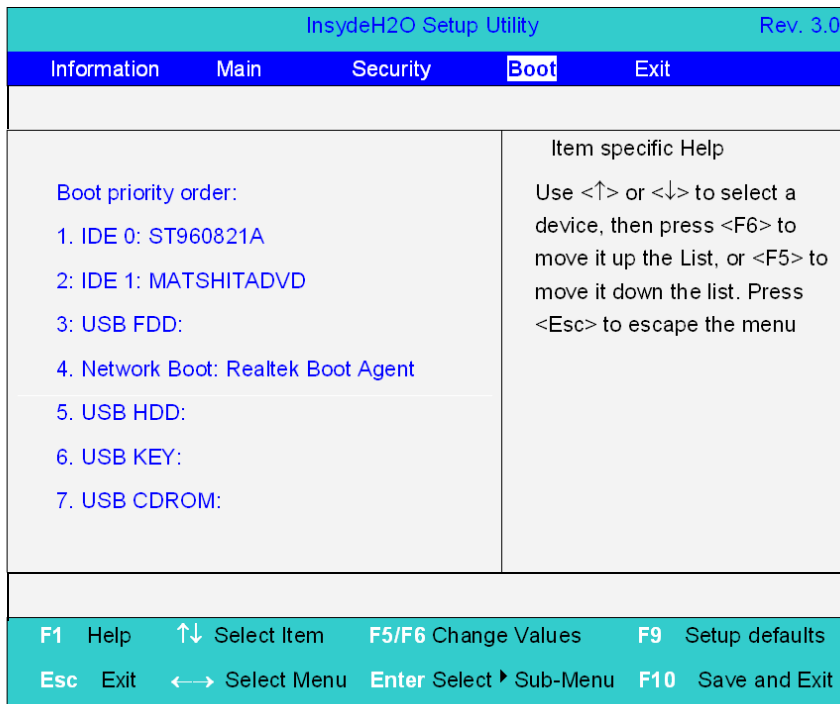 InsydeH2O Setup Utility Rev. 3.0
Information Main Security Boot Exit
Item specific Help
Boot priority order:
1. IDE 0: ST960821A
2: IDE 1: MATSHITADVD
3: USB FDD:
4. Network Boot: Realtek Boot Agent
5. USB HDD:
6. USB KEY:
7. USB CDROM:
Use <↑> or <↓> to select a
device, then press <F6> to
move it up the List, or <F5> to
move it down the list. Press
<Esc> to escape the menu
F1 Help ↑↓ Select Item F5/F6 Change Values F9 Setup defaults
Esc Exit ←→ Select Menu Enter Select ▸ Sub-Menu F10 Save and Exit